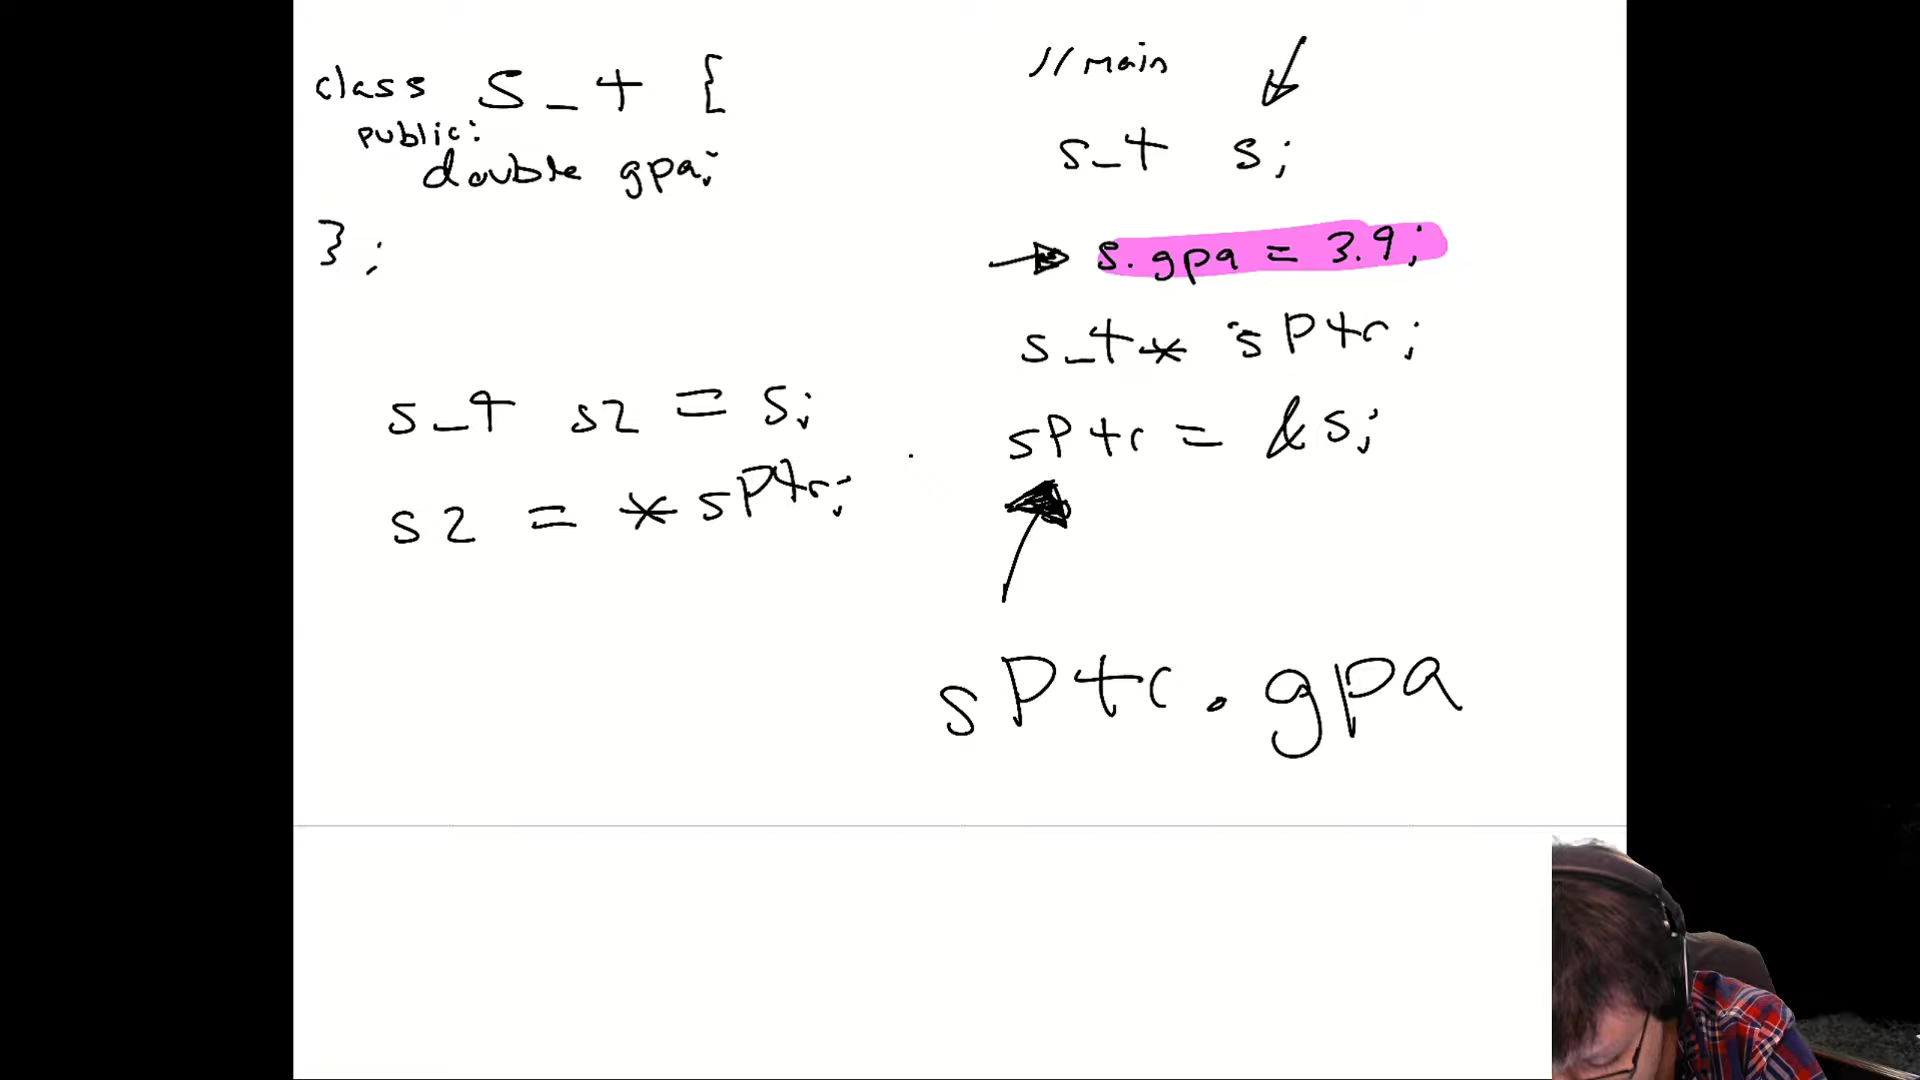 class S_t {
public:
double gpa;
};
s_t s2 = s;
s2 = *sPtr;
//main
s_t s;
s.gpa = 3.9;
s_t* sPtr;
sPtr = &s;
sPtr.gpa